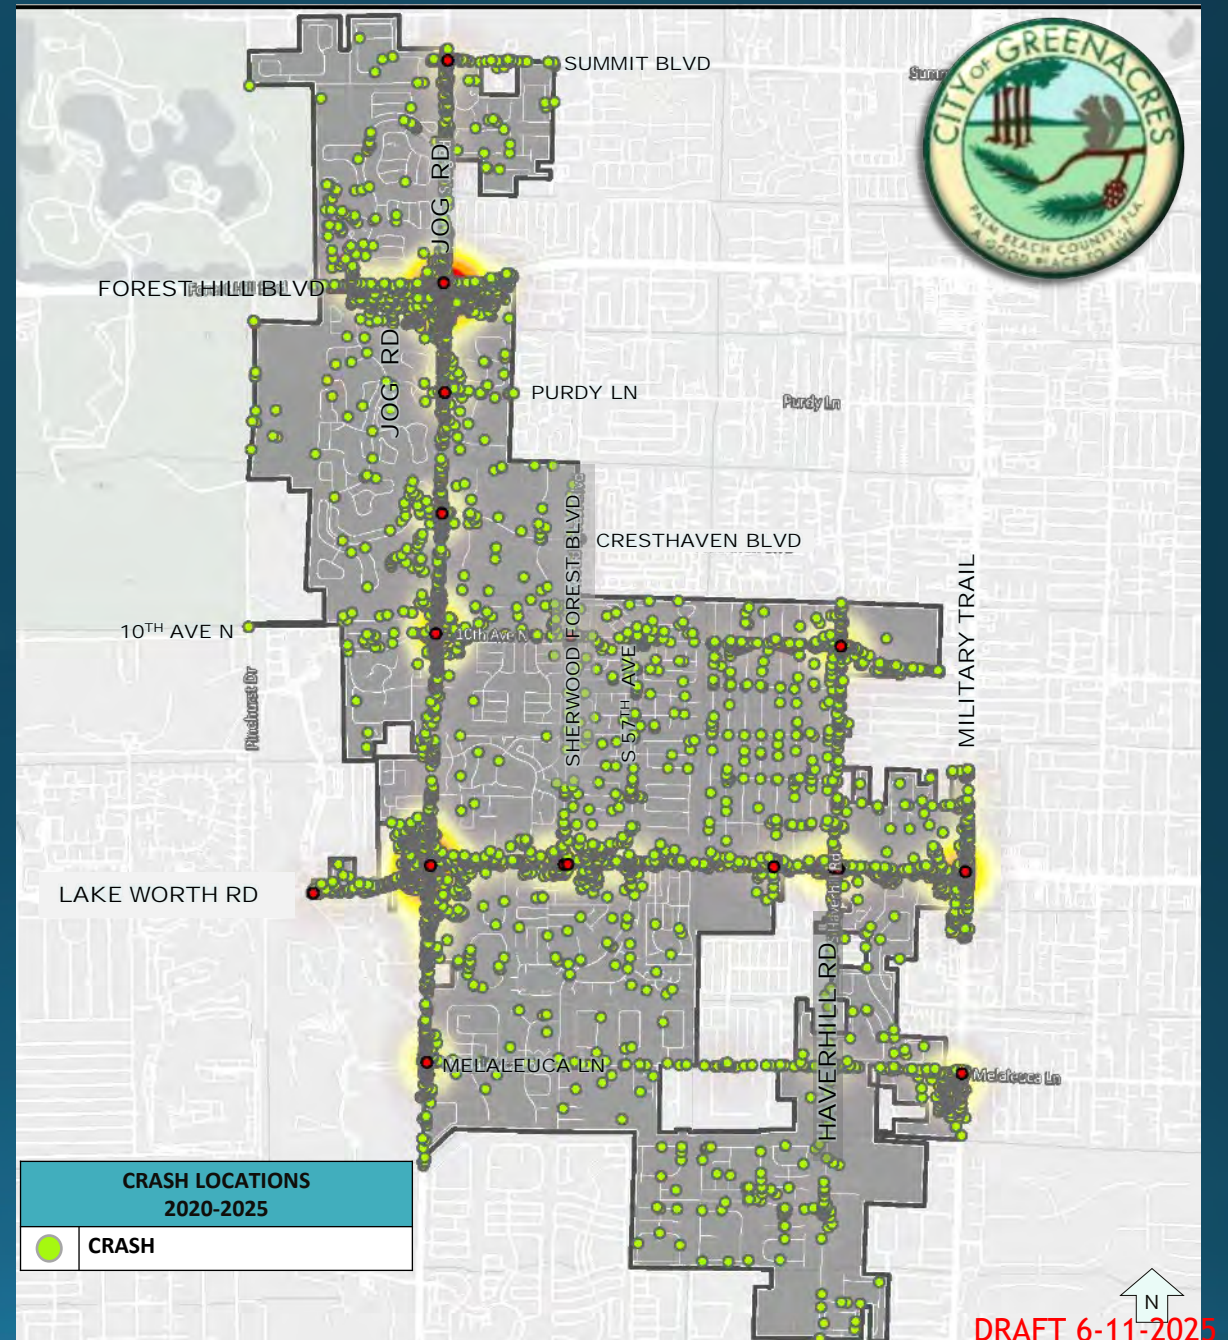 SUMMIT BLVD
Summ
CITY OF GREENACRES
PALM BEACH COUNTY, FLA
A GOOD PLACE TO LIVE
JOG RD
FOREST HILL BLVD
JOG RD
PURDY LN
Purdy Ln
SHERWOOD FOREST BLVD
CRESTHAVEN BLVD
MILITARY TRAIL
10TH AVE N
10th Ave N
S 57TH AVE
Pinehurst Dr
LAKE WORTH RD
Haverhill Rd
HAVERHILL RD
MELALEUCA LN
Melaleuca Ln
CRASH LOCATIONS
2020-2025
CRASH
N
DRAFT 6-11-2025